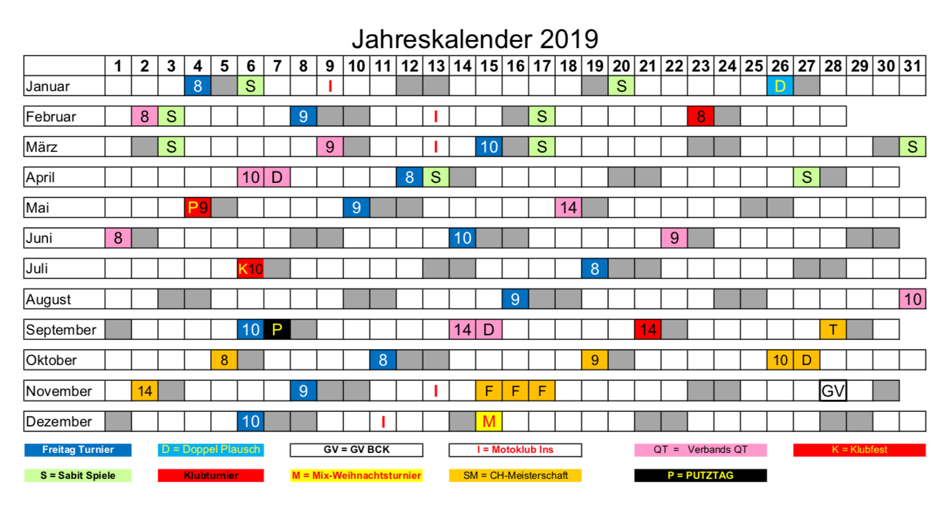 Jahreskalender 2019
1 2 3 4 5 6 7 8 9 10 11 12 13 14 15 16 17 18 19 20 21 22 23 24 25 26 27 28 29 30 31
Januar 8 S I S D
Februar 8 S 9 I S 8
März S 9 I 10 S S
April 10 D 8 S S
Mai P9 9 14
Juni 8 10 9
Juli K10 8
August 9 10
September 10 P 14 D 14 T
Oktober 8 8 9 10 D
November 14 9 I F F F GV
Dezember 10 I M
Freitag Turnier D = Doppel Plausch GV = GV BCK I = Motoklub Ins QT = Verbands QT K = Klubfest
S = Sabit Spiele Klubturnier M = Mix-Weihnachtsturnier SM = CH-Meisterschaft P = PUTZTAG